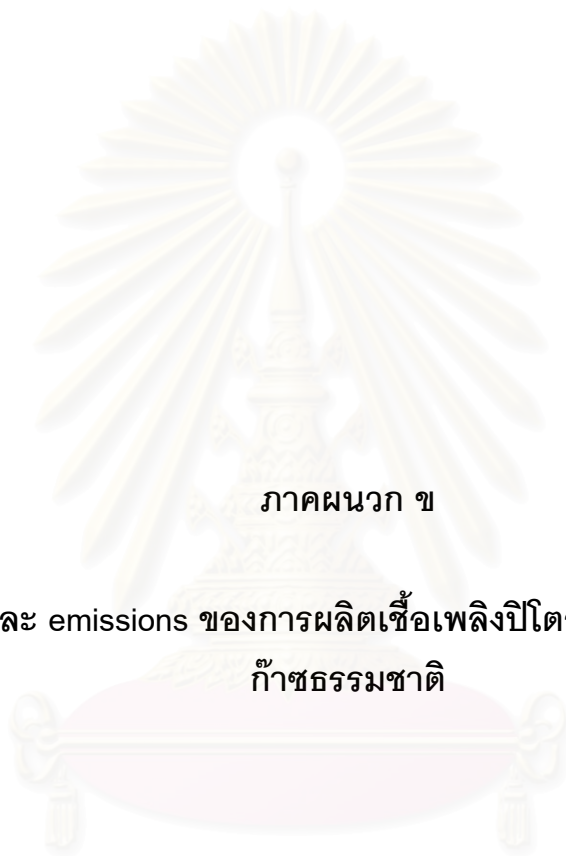 ภาคผนวก ข
ละ emissions ของการผลิตเชื้อเพลิงปิโต
ก๊าซธรรมชาติ